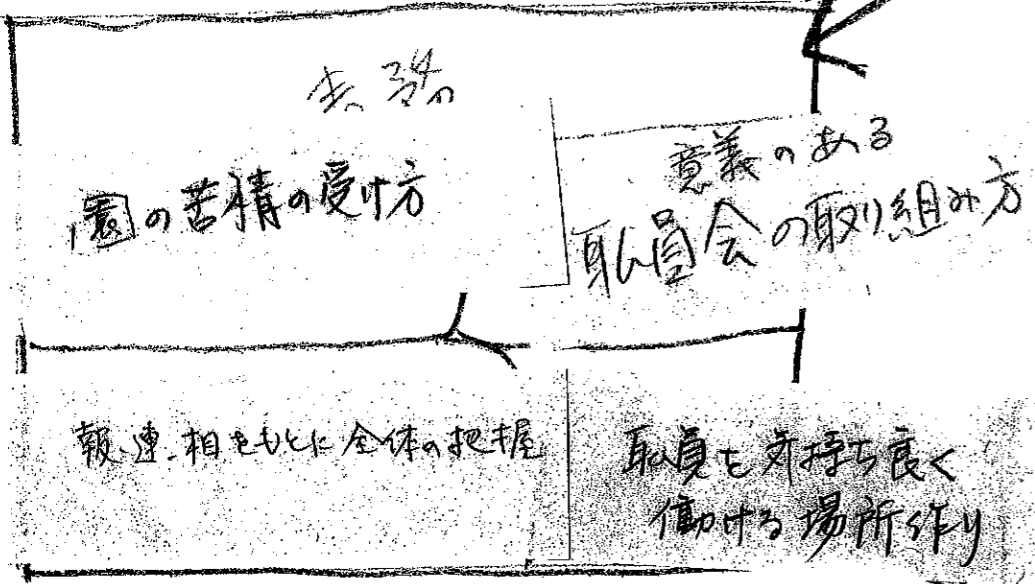 園の苦情の受け方
意義のある
職員会の取り組み方
報.連.相をもとに全体の把握
職員も気持ち良く
働ける場所作り